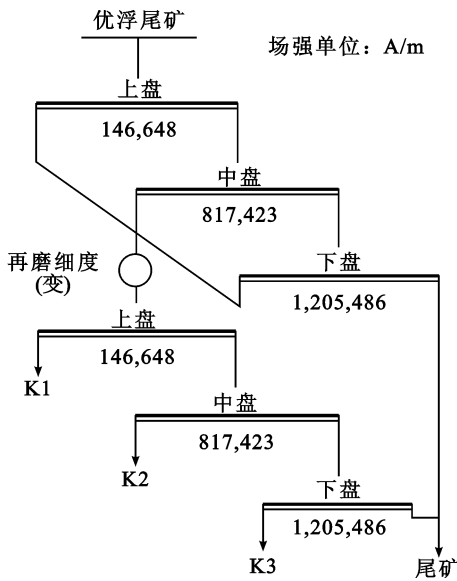 优浮尾矿
场强单位：A/m
上盘
146,648
中盘
817,423
再磨细度
(变)
下盘
1,205,486
上盘
146,648
K1
中盘
817,423
K2
下盘
1,205,486
K3
尾矿